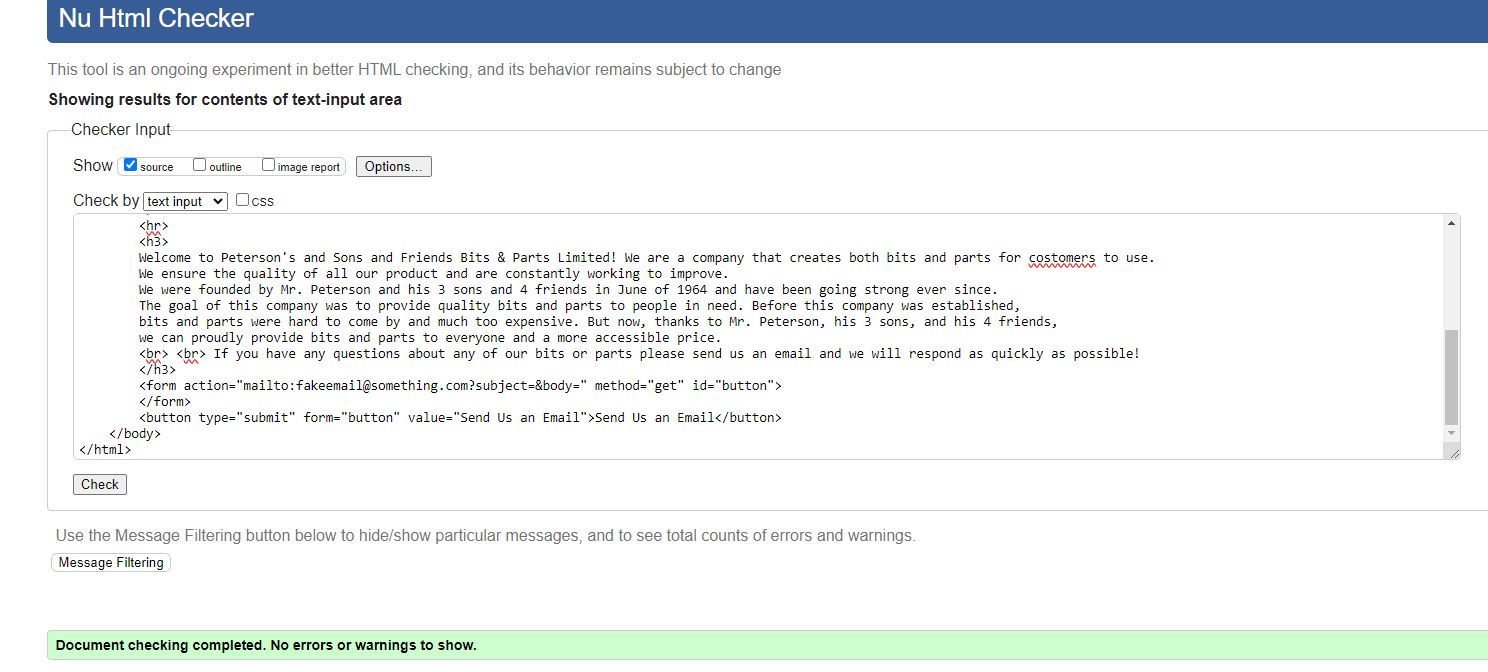 Nu Html Checker
This tool is an ongoing experiment in better HTML checking, and its behavior remains subject to change
Showing results for contents of text-input area
Checker Input
Show source outline image report Options...
Check by text input css
<hr>
<h3>
Welcome to Peterson's and Sons and Friends Bits & Parts Limited! We are a company that creates both bits and parts for costomers to use.
We ensure the quality of all our product and are constantly working to improve.
We were founded by Mr. Peterson and his 3 sons and 4 friends in June of 1964 and have been going strong ever since.
The goal of this company was to provide quality bits and parts to people in need. Before this company was established,
bits and parts were hard to come by and much too expensive. But now, thanks to Mr. Peterson, his 3 sons, and his 4 friends,
we can proudly provide bits and parts to everyone and a more accessible price.
<br> <br> If you have any questions about any of our bits or parts please send us an email and we will respond as quickly as possible!
</h3>
<form action="mailto:fakeemail@something.com?subject=&body=" method="get" id="button">
</form>
<button type="submit" form="button" value="Send Us an Email">Send Us an Email</button>
</body>
</html>
Check
Use the Message Filtering button below to hide/show particular messages, and to see total counts of errors and warnings.
Message Filtering
Document checking completed. No errors or warnings to show.